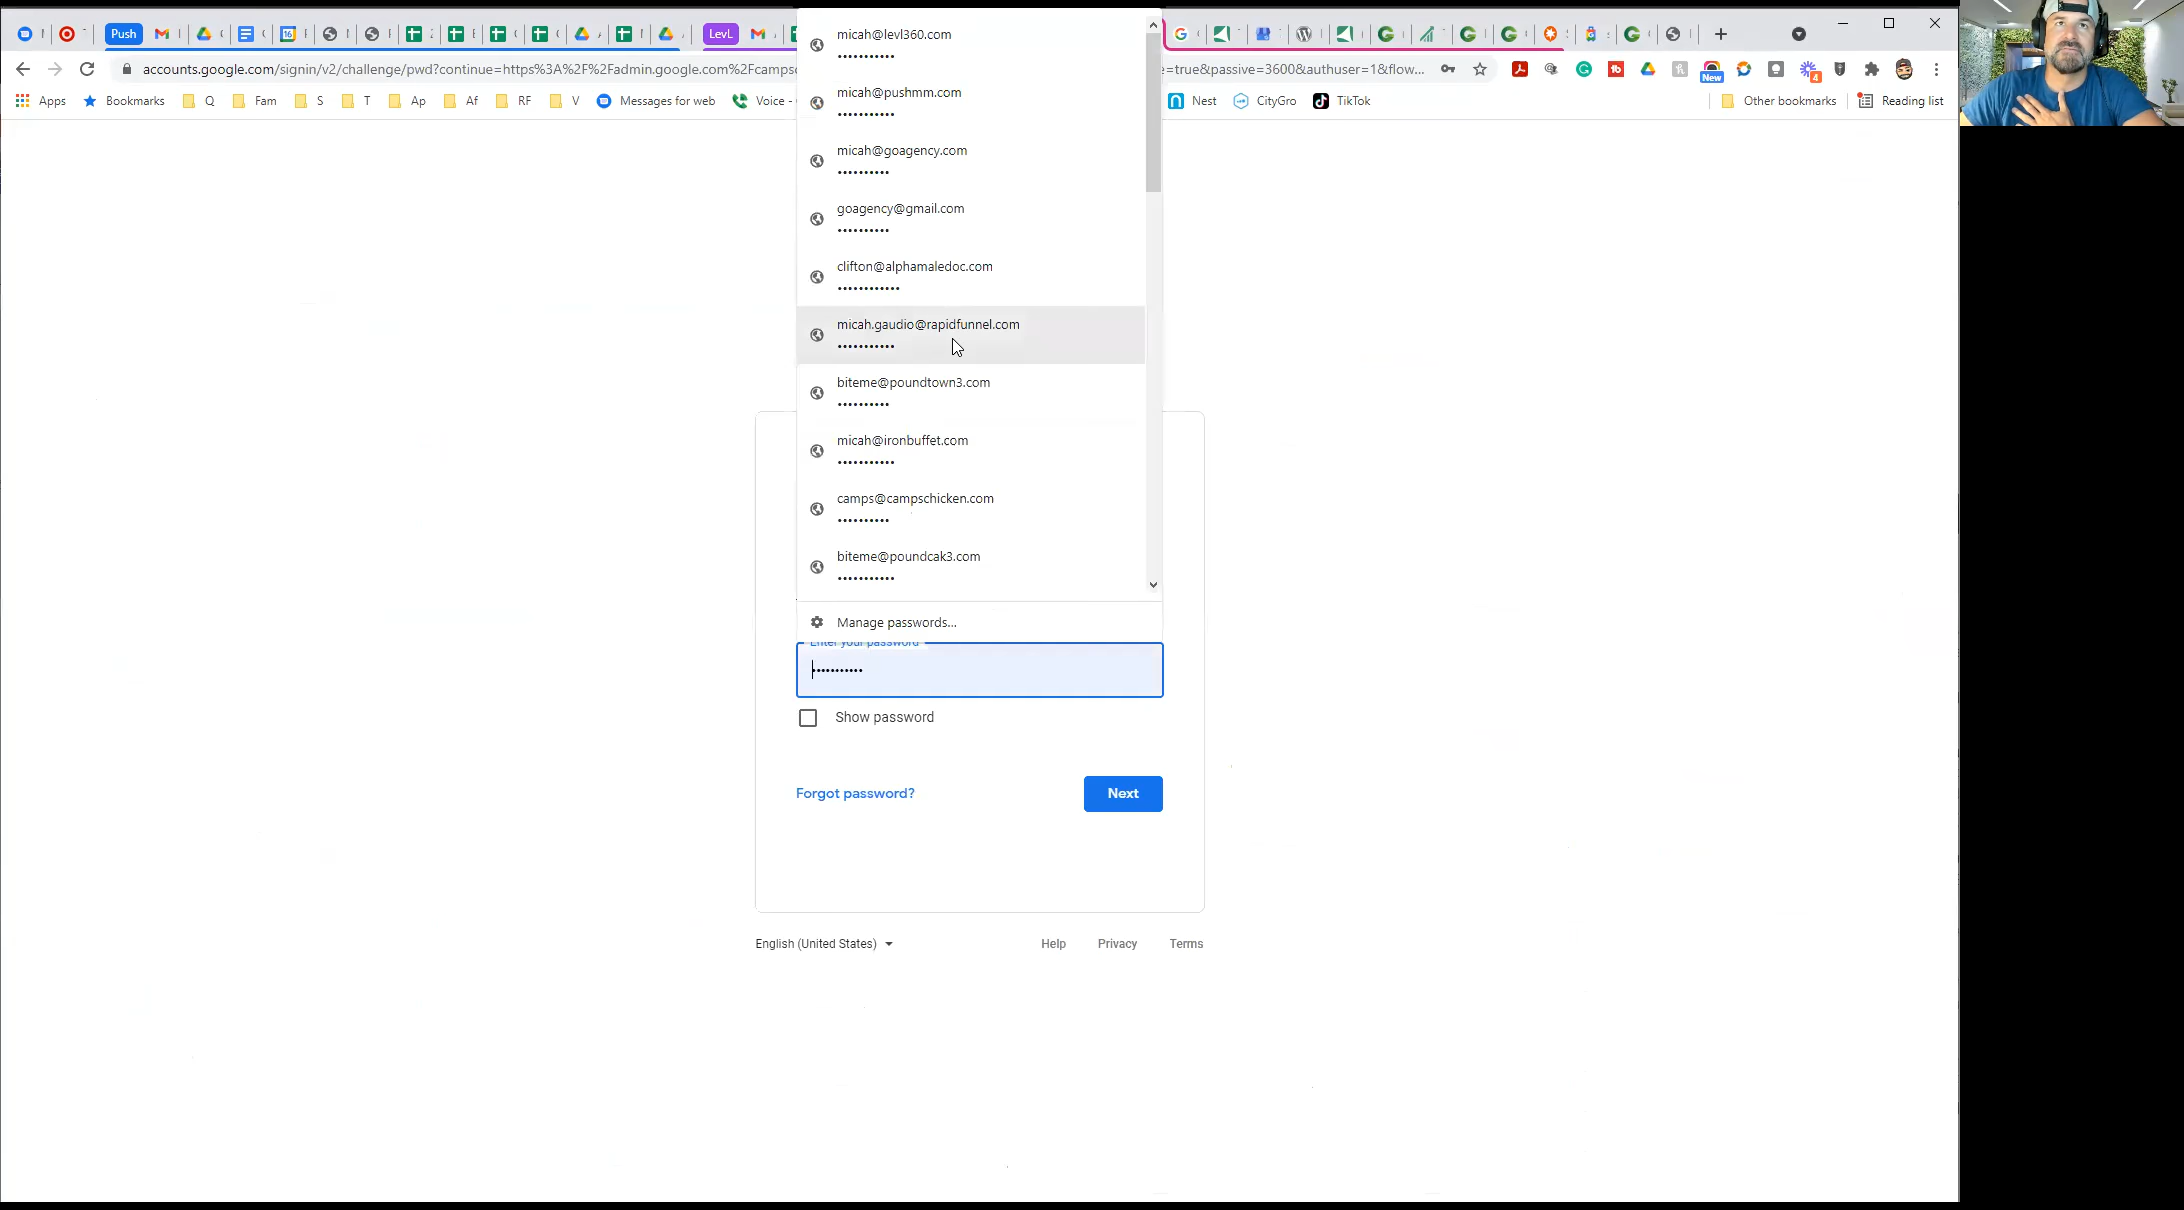 Push
LevL
accounts.google.com/signin/v2/challenge/pwd?continue=https%3A%2F%2Fadmin.google.com%2Fcampsc
=true&passive=3600&authuser=1&flow...
New
4
Apps
Bookmarks
Q
Fam
S
T
Ap
Af
RF
V
Messages for web
Voice -
Nest
CityGro
TikTok
Other bookmarks
Reading list
micah@levl360.com
•••••••••••
micah@pushmm.com
•••••••••••
micah@goagency.com
••••••••••
goagency@gmail.com
••••••••••
clifton@alphamaledoc.com
••••••••••••
micah.gaudio@rapidfunnel.com
•••••••••••
biteme@poundtown3.com
••••••••••
micah@ironbuffet.com
•••••••••••
camps@campschicken.com
••••••••••
biteme@poundcak3.com
•••••••••••
Manage passwords...
Enter your password
•••••••••••
Show password
Forgot password?
Next
English (United States)
Help
Privacy
Terms